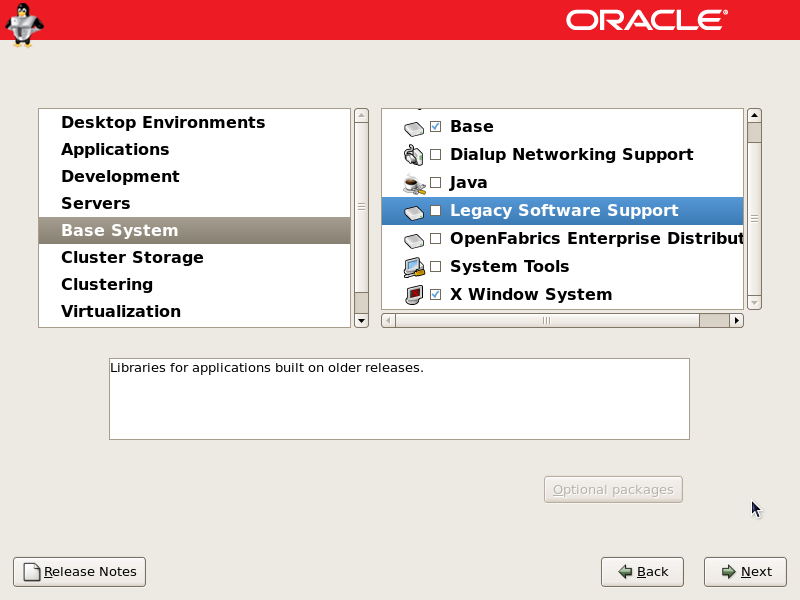 ORACLE
Desktop Environments
Applications
Development
Servers
Base System
Cluster Storage
Clustering
Virtualization
Base
Dialup Networking Support
Java
Legacy Software Support
OpenFabrics Enterprise Distribut
System Tools
X Window System
Libraries for applications built on older releases.
Optional packages
Release Notes
Back
Next